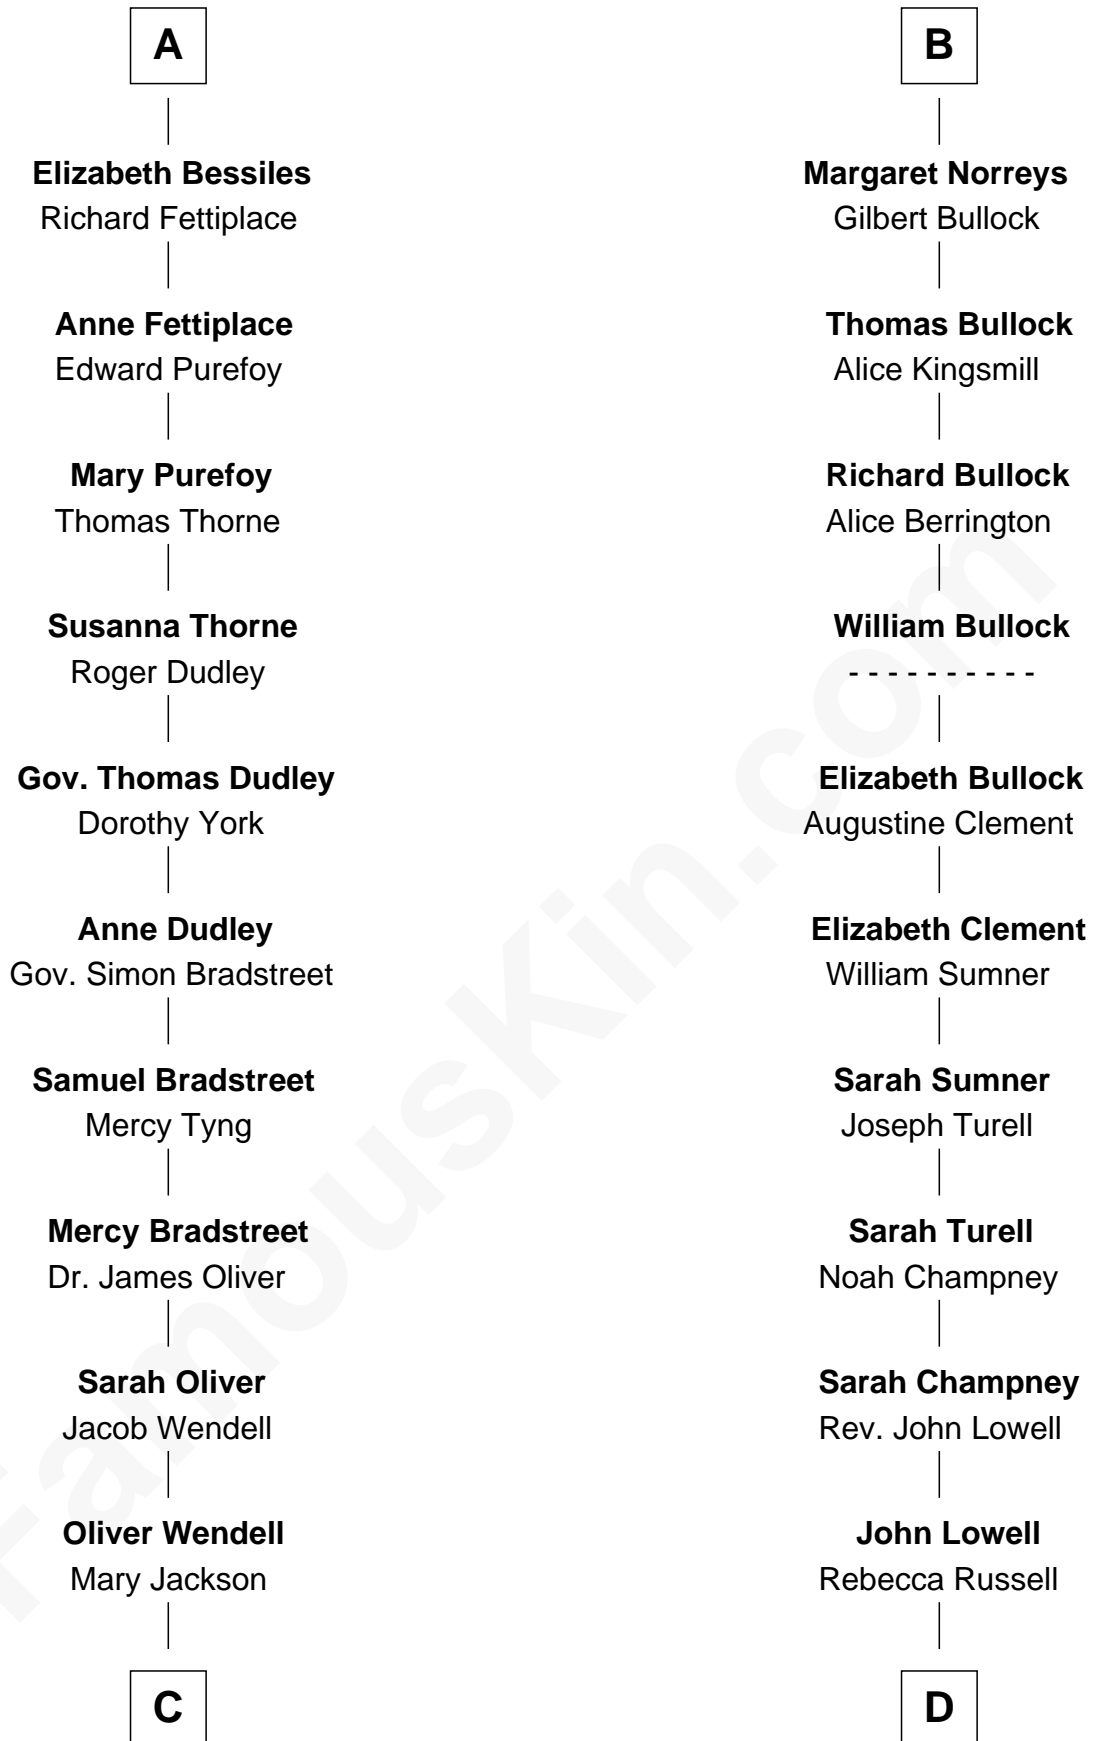 A
Elizabeth Bessiles
Richard Fettiplace
Anne Fettiplace
Edward Purefoy
Mary Purefoy
Thomas Thorne
Susanna Thorne
Roger Dudley
Gov. Thomas Dudley
Dorothy York
Anne Dudley
Gov. Simon Bradstreet
Samuel Bradstreet
Mercy Tyng
Mercy Bradstreet
Dr. James Oliver
Sarah Oliver
Jacob Wendell
Oliver Wendell
Mary Jackson
C
B
Margaret Norreys
Gilbert Bullock
Thomas Bullock
Alice Kingsmill
Richard Bullock
Alice Berrington
William Bullock
- - - - - - - - - -
Elizabeth Bullock
Augustine Clement
Elizabeth Clement
William Sumner
Sarah Sumner
Joseph Turell
Sarah Turell
Noah Champney
Sarah Champney
Rev. John Lowell
John Lowell
Rebecca Russell
D
FamousKin.com